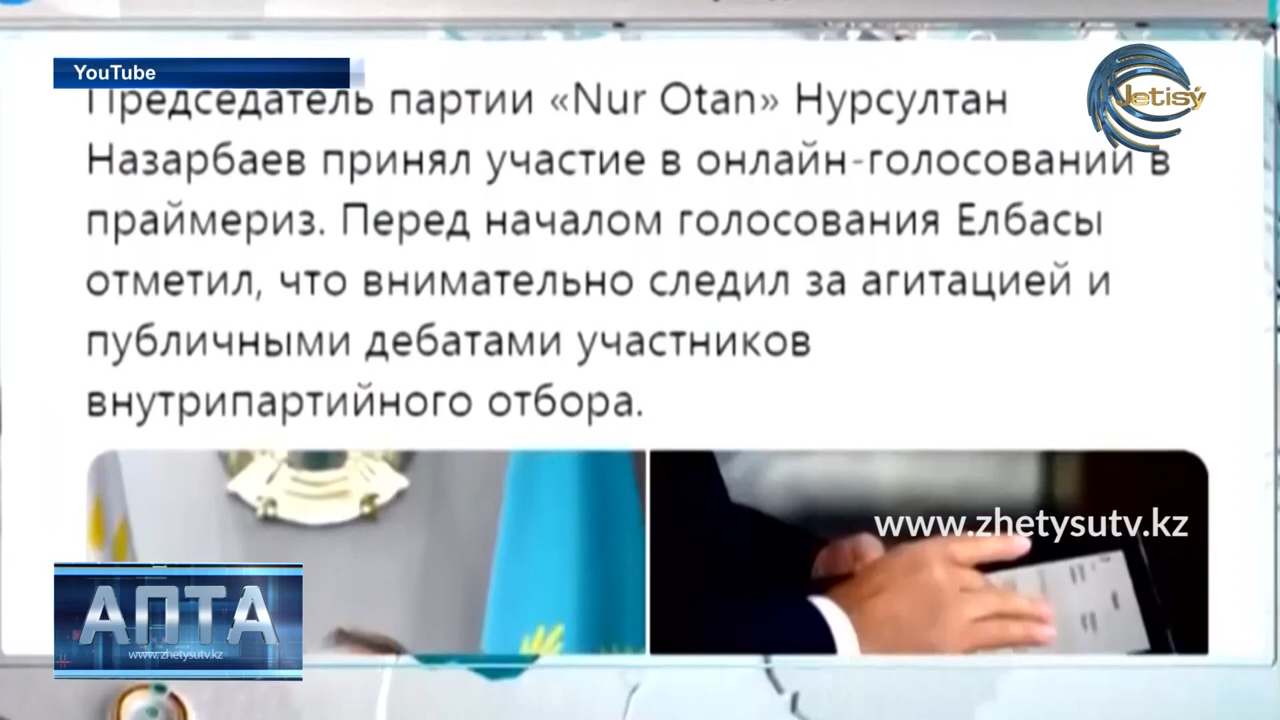 YouTube
Jetisý
Председатель партии «Nur Otan» Нурсултан
Назарбаев принял участие в онлайн-голосовании в
праймериз. Перед началом голосования Елбасы
отметил, что внимательно следил за агитацией и
публичными дебатами участников
внутрипартийного отбора.
www.zhetysutv.kz
АПТА
www.zhetysutv.kz